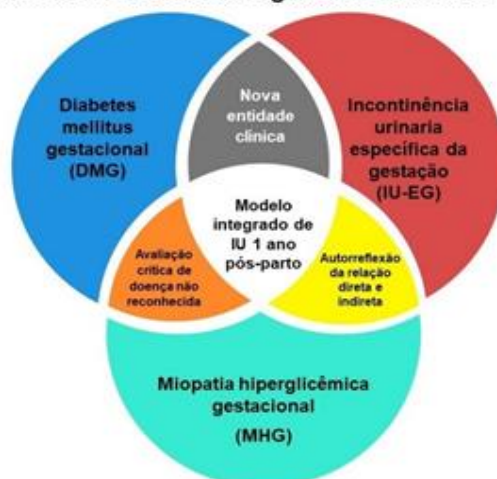 Diabetes
mellitus
gestacional
(DMG)
Nova
entidade
clínica
Incontinência
urinaria
específica da
gestação
(IU-EG)
Modelo
integrado de
IU 1 ano
pós-parto
Avaliação
crítica de
doença não
reconhecida
Autorreflexão
da relação
direta e
indireta
Miopatia hiperglicêmica
gestacional
(MHG)